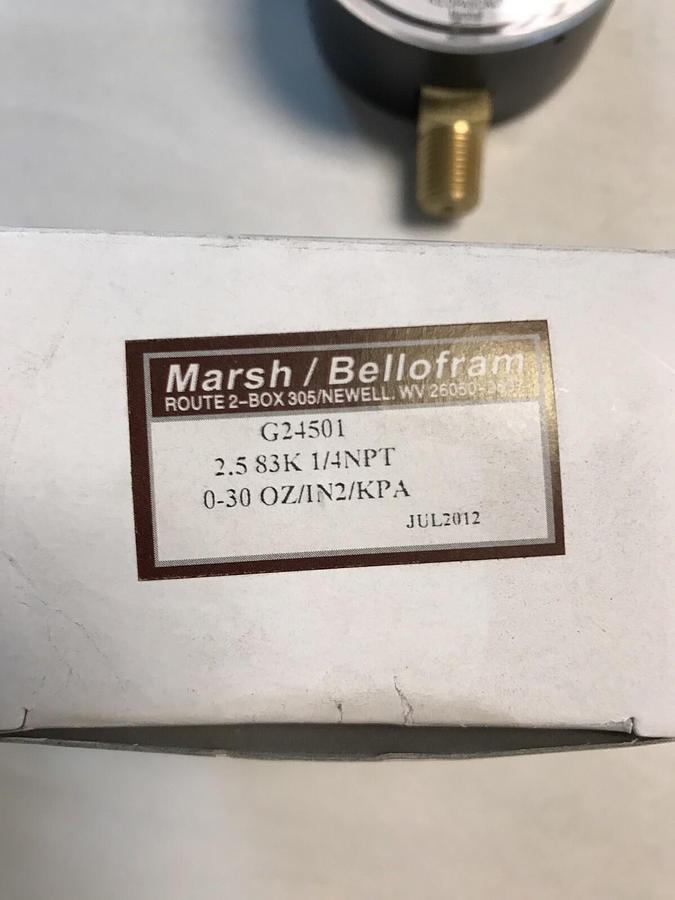 Marsh / Bellofram
ROUTE 2-BOX 305/NEWELL, WV 26050-
G24501
2.5 83K 1/4NPT
0-30 OZ/IN2/KPA
JUL2012